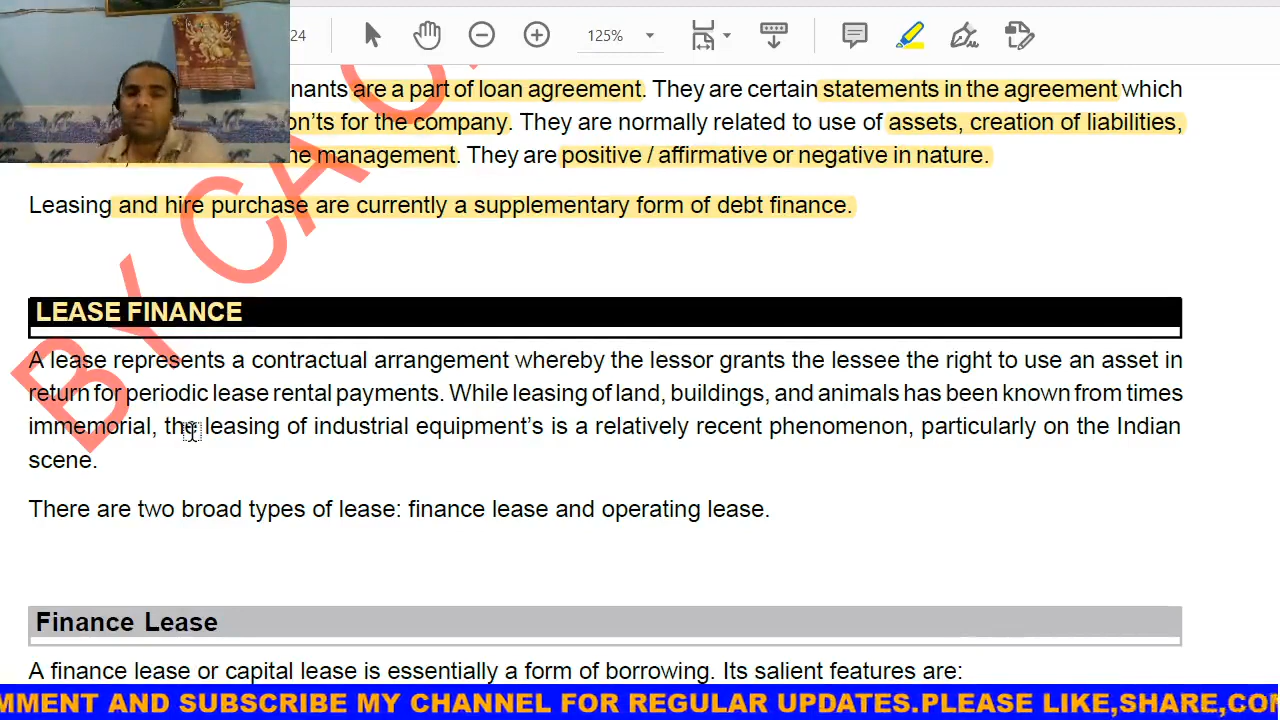 24
125%
nants are a part of loan agreement. They are certain statements in the agreement which
on'ts for the company. They are normally related to use of assets, creation of liabilities,
he management. They are positive / affirmative or negative in nature.
Leasing and hire purchase are currently a supplementary form of debt finance.
LEASE FINANCE
A lease represents a contractual arrangement whereby the lessor grants the lessee the right to use an asset in
return for periodic lease rental payments. While leasing of land, buildings, and animals has been known from times
immemorial, the leasing of industrial equipment's is a relatively recent phenomenon, particularly on the Indian
scene.
There are two broad types of lease: finance lease and operating lease.
Finance Lease
A finance lease or capital lease is essentially a form of borrowing. Its salient features are:
BY CA
MMENT AND SUBSCRIBE MY CHANNEL FOR REGULAR UPDATES.PLEASE LIKE,SHARE,COM